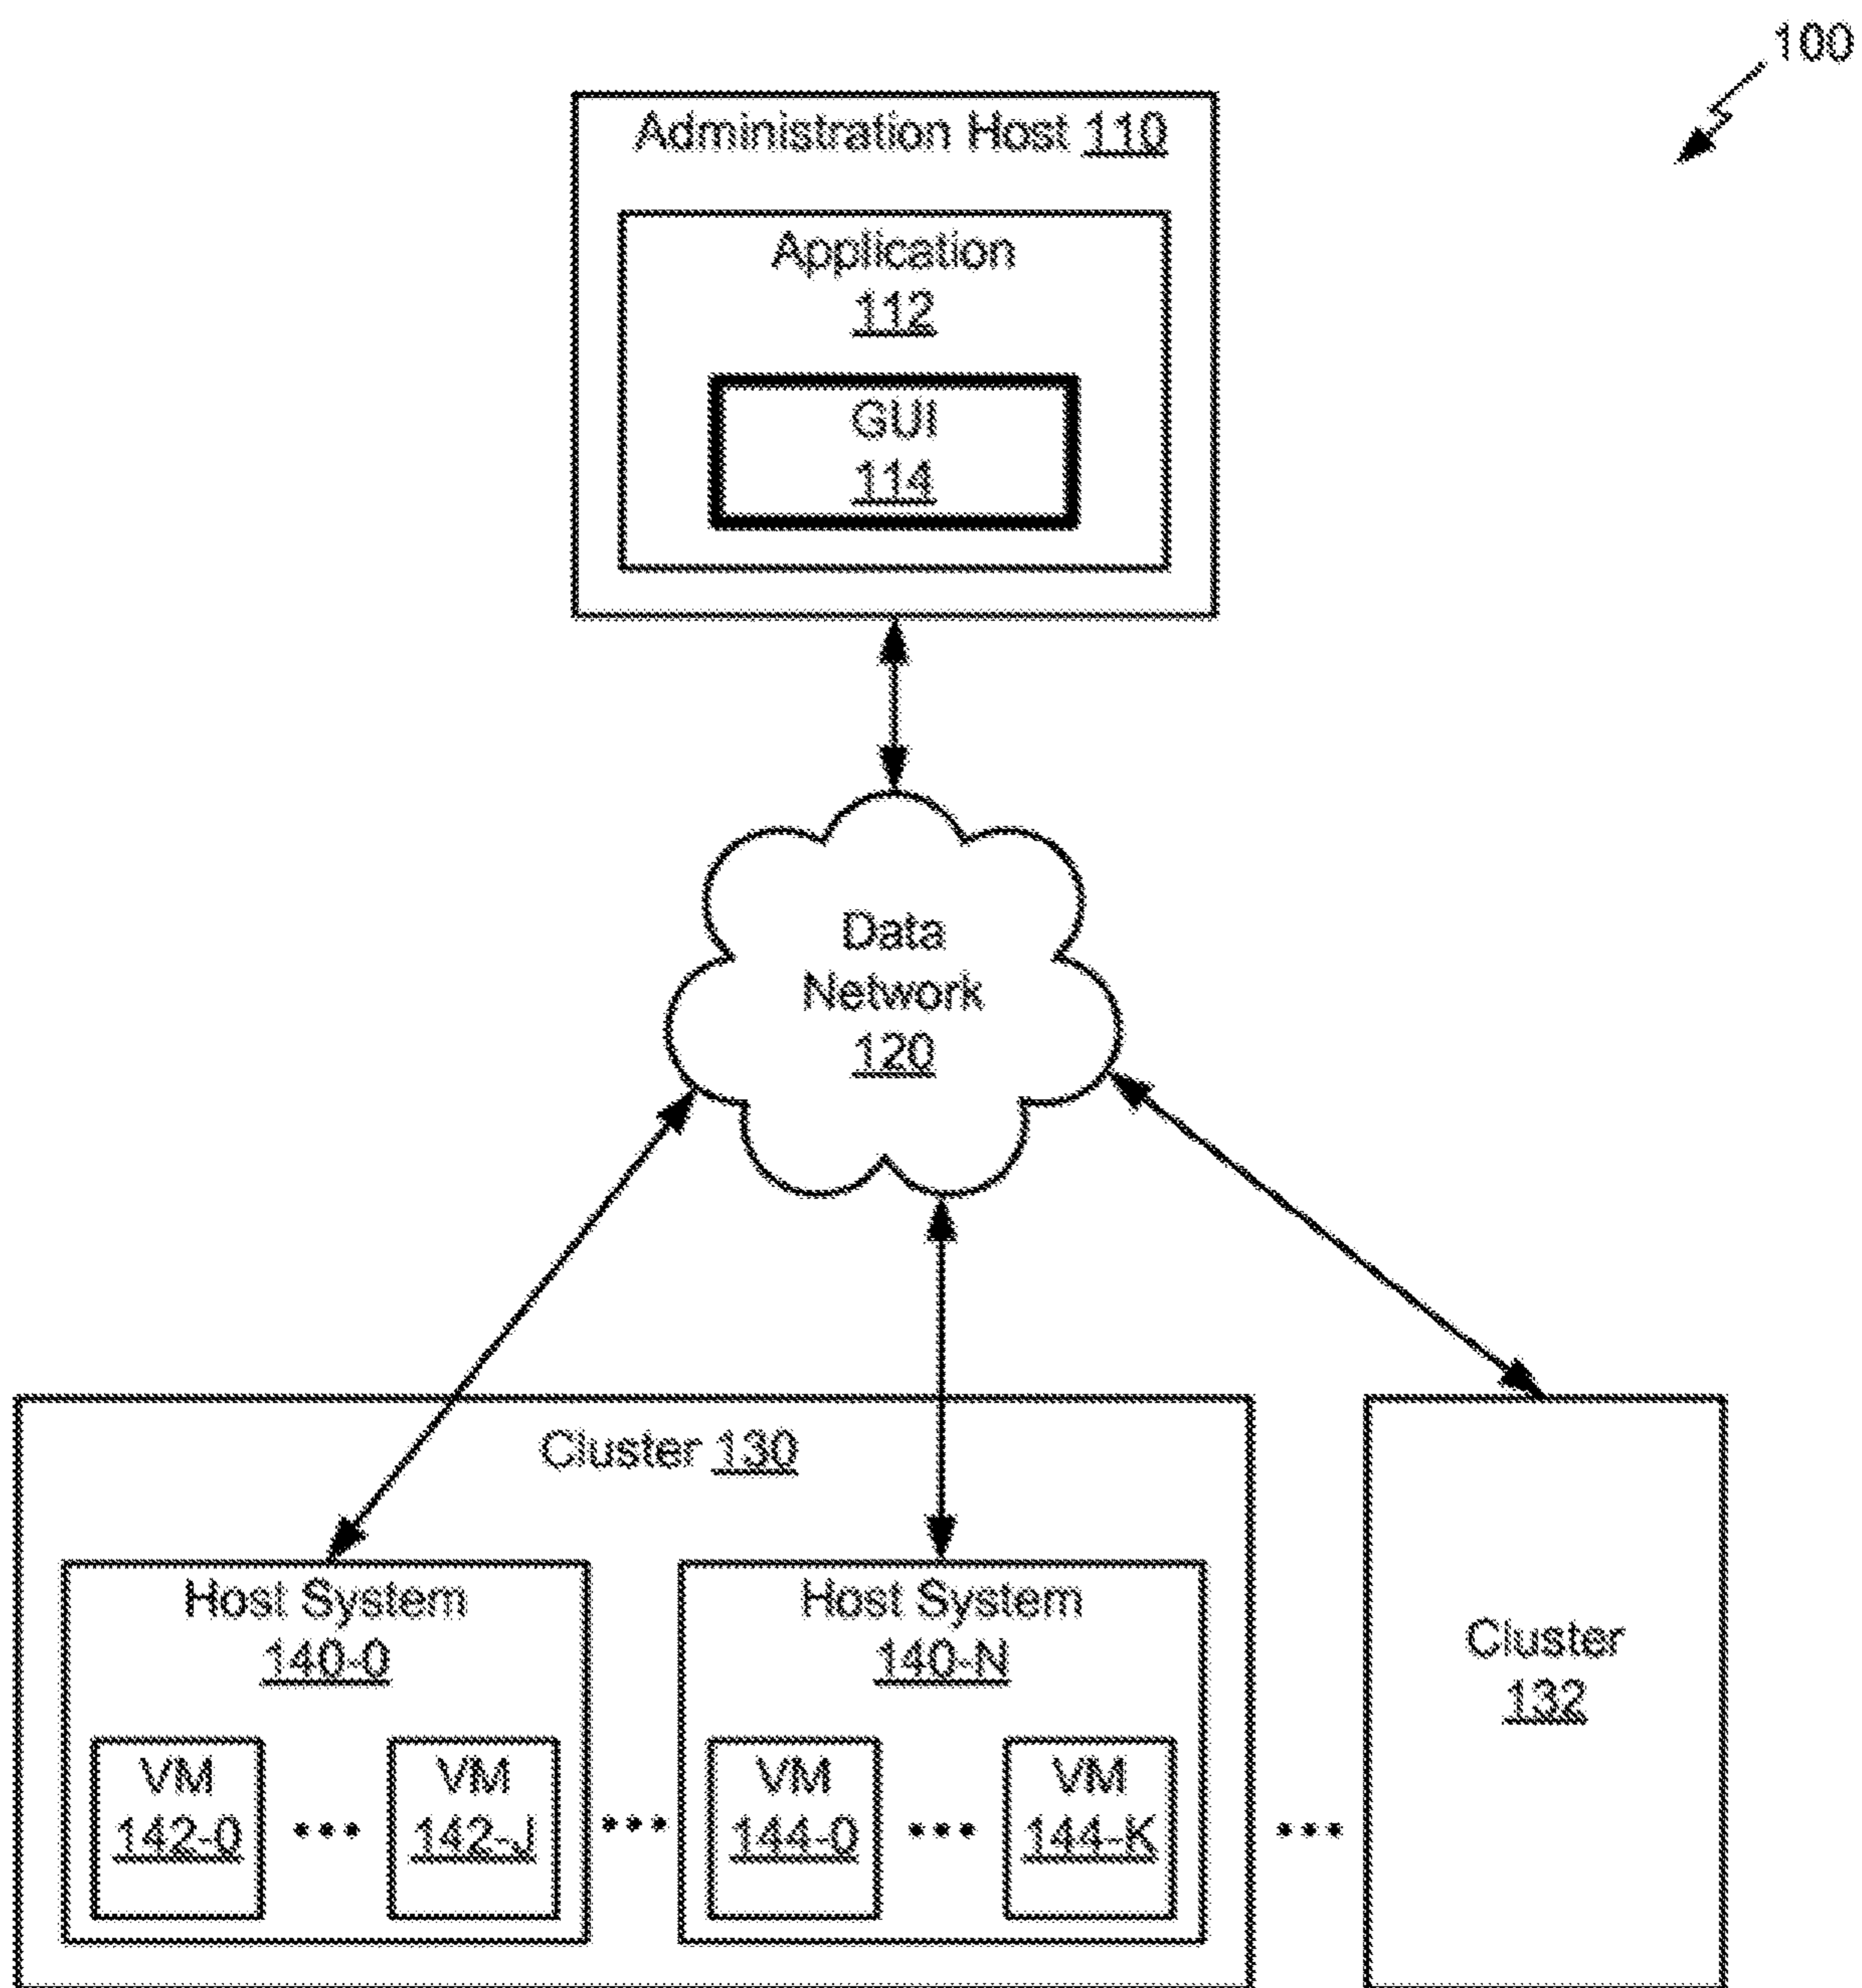 100
Administration Host 110
Application
112
GUI
114
Data
Network
120
Cluster 130
Host System
140-0
Host System
140-N
VM
142-0
VM
142-J
VM
144-0
VM
144-K
Cluster
132